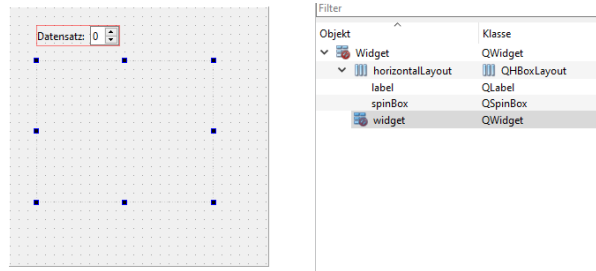 Datensatz: 0
Filter
Objekt Klasse
Widget QWidget
horizontalLayout QHBoxLayout
label QLabel
spinBox QSpinBox
widget QWidget